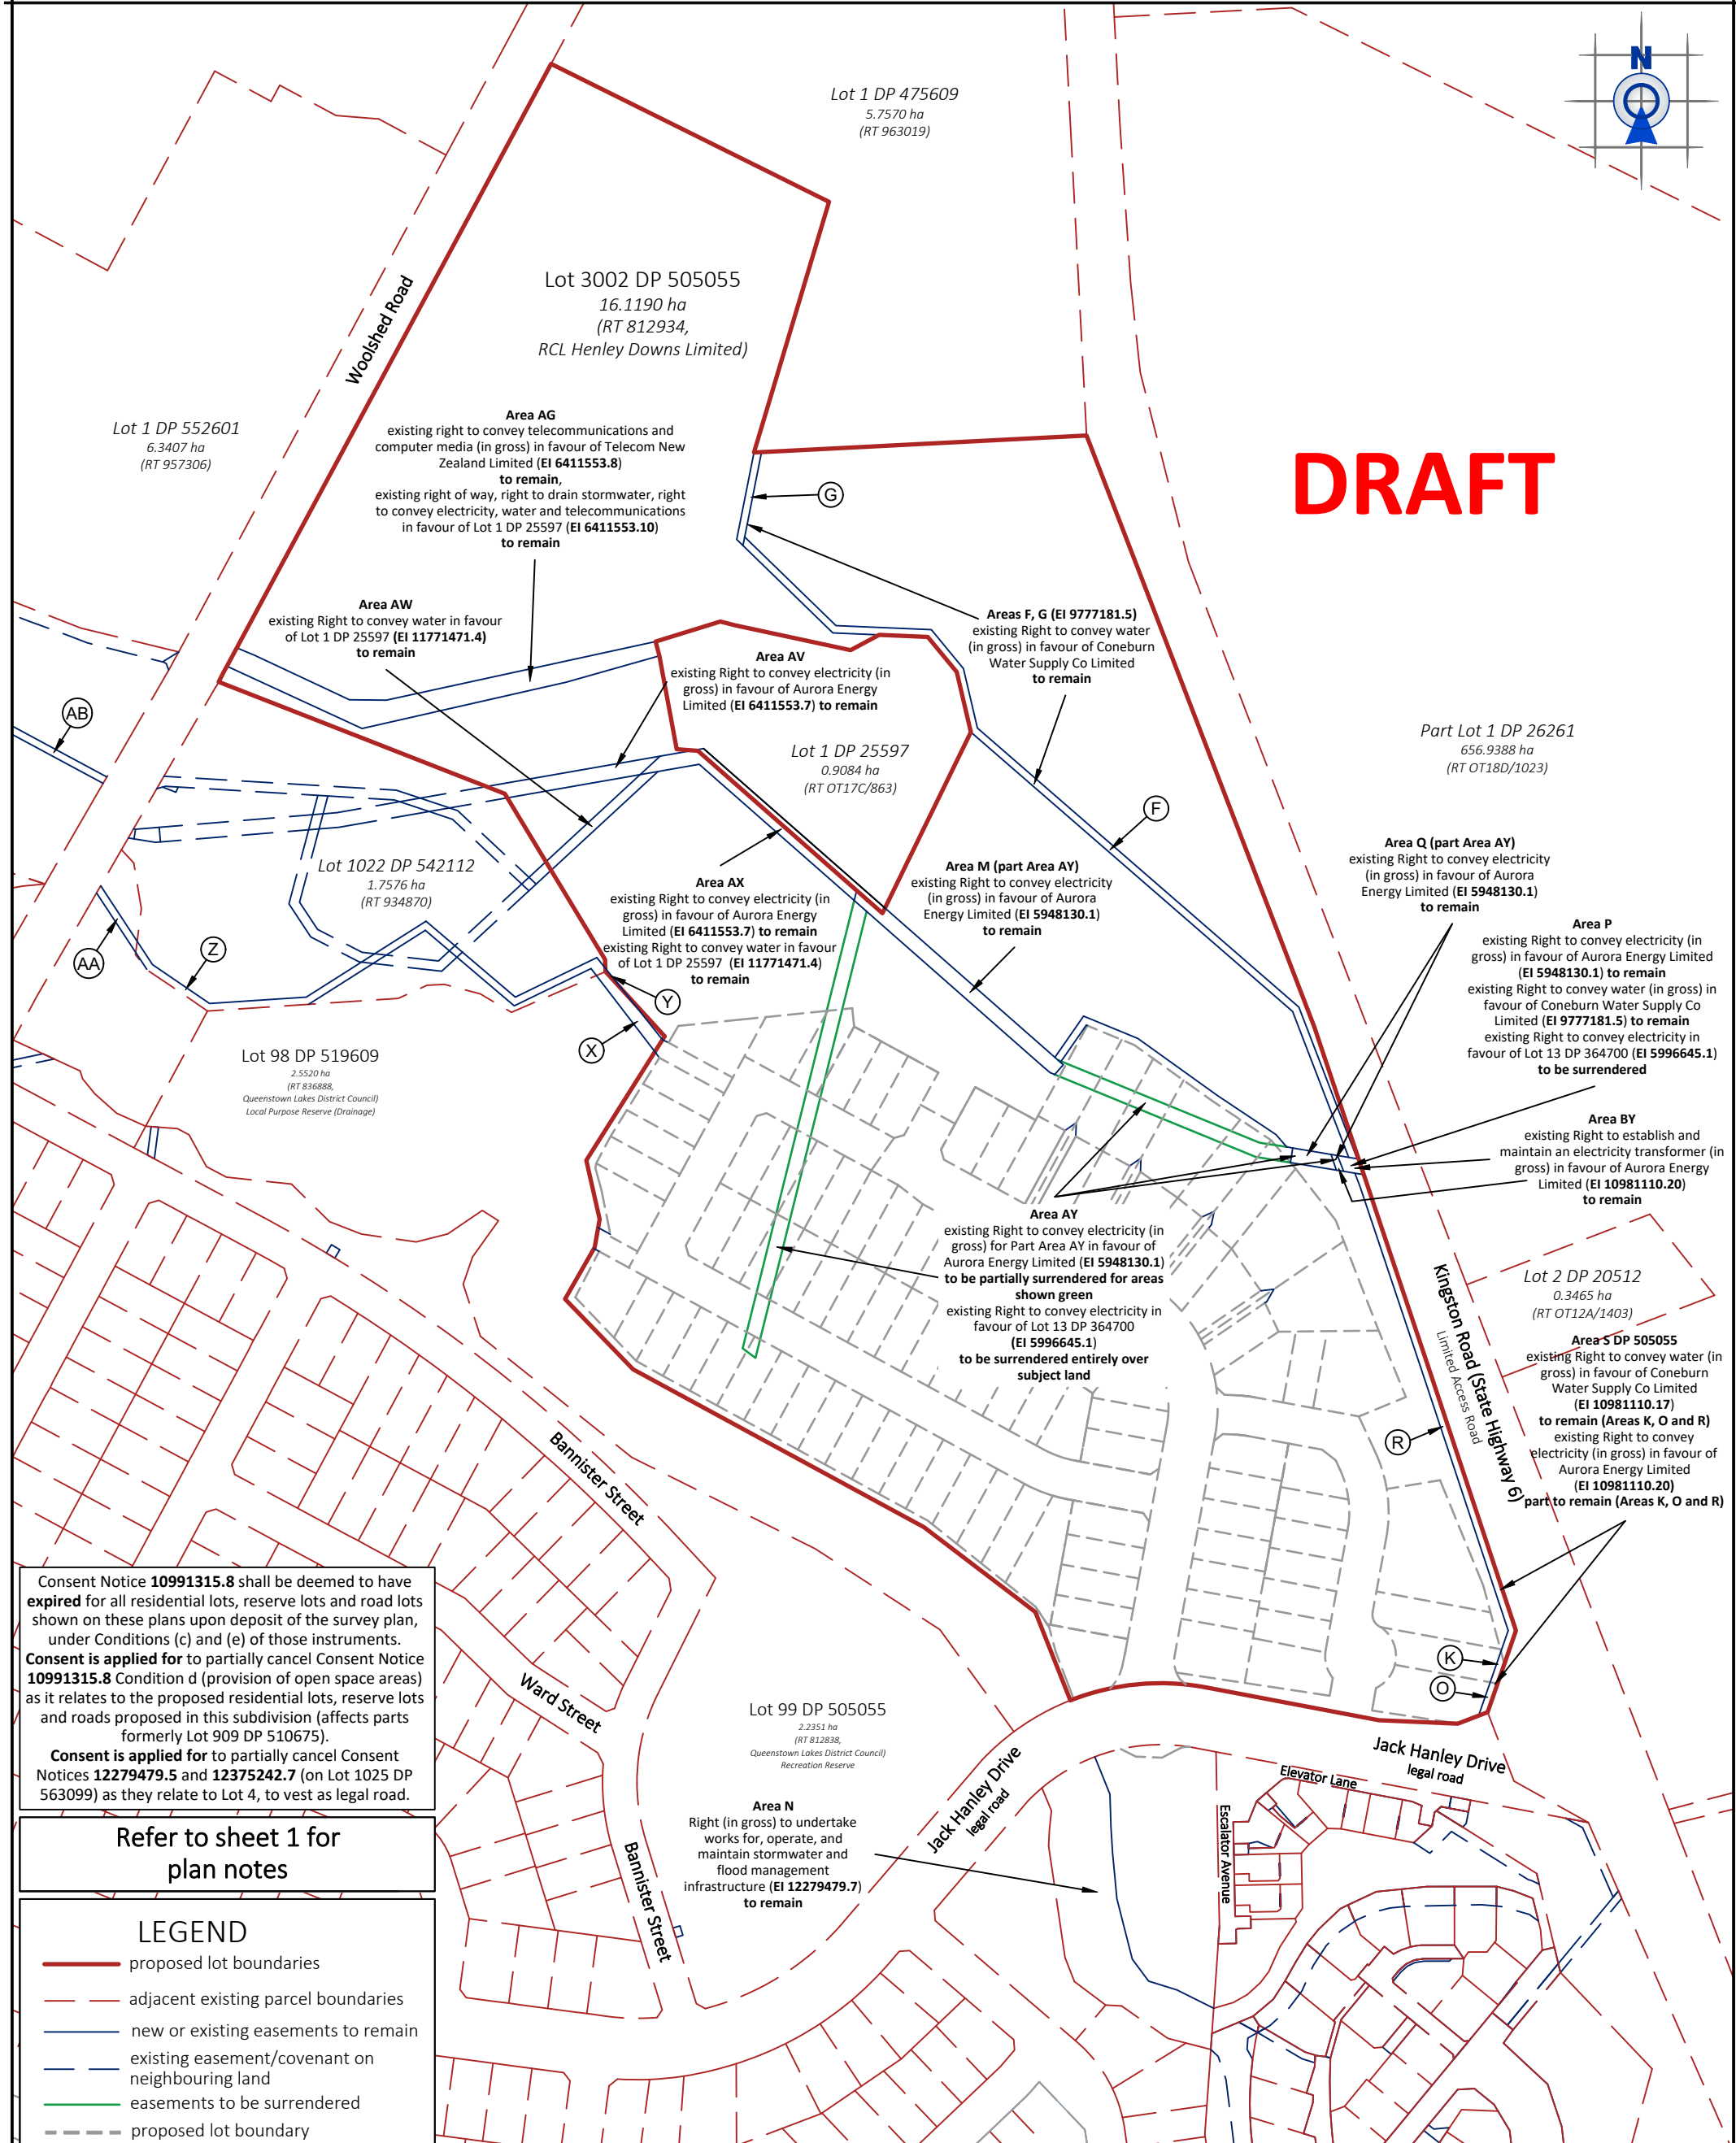 N
Lot 1 DP 475609
5.7570 ha
(RT 963019)
Lot 3002 DP 505055
16.1190 ha
(RT 812934,
RCL Henley Downs Limited)
Woolshed Road
DRAFT
Lot 1 DP 552601
6.3407 ha
(RT 957306)
Area AG
existing right to convey telecommunications and
computer media (in gross) in favour of Telecom New
Zealand Limited (EI 6411553.8)
to remain,
existing right of way, right to drain stormwater, right
to convey electricity, water and telecommunications
in favour of Lot 1 DP 25597 (EI 6411553.10)
to remain
G
Area AW
existing Right to convey water in favour
of Lot 1 DP 25597 (EI 11771471.4)
to remain
Areas F, G (EI 9777181.5)
existing Right to convey water
(in gross) in favour of Coneburn
Water Supply Co Limited
to remain
Area AV
existing Right to convey electricity (in
gross) in favour of Aurora Energy
Limited (EI 6411553.7) to remain
AB
Lot 1 DP 25597
0.9084 ha
(RT OT17C/863)
Part Lot 1 DP 26261
656.9388 ha
(RT OT18D/1023)
F
Lot 1022 DP 542112
1.7576 ha
(RT 934870)
Area AX
existing Right to convey electricity (in
gross) in favour of Aurora Energy
Limited (EI 6411553.7) to remain
existing Right to convey water in favour
of Lot 1 DP 25597 (EI 11771471.4)
to remain
Area M (part Area AY)
existing Right to convey electricity
(in gross) in favour of Aurora
Energy Limited (EI 5948130.1)
to remain
Area Q (part Area AY)
existing Right to convey electricity
(in gross) in favour of Aurora
Energy Limited (EI 5948130.1)
to remain
Area P
existing Right to convey electricity (in
gross) in favour of Aurora Energy Limited
(EI 5948130.1) to remain
existing Right to convey water (in gross) in
favour of Coneburn Water Supply Co
Limited (EI 9777181.5) to remain
existing Right to convey electricity in
favour of Lot 13 DP 364700 (EI 5996645.1)
to be surrendered
AA
Z
Y
X
Lot 98 DP 519609
2.5520 ha
(RT 836888,
Queenstown Lakes District Council)
Local Purpose Reserve (Drainage)
Area BY
existing Right to establish and
maintain an electricity transformer (in
gross) in favour of Aurora Energy
Limited (EI 10981110.20)
to remain
Area AY
existing Right to convey electricity (in
gross) for Part Area AY in favour of
Aurora Energy Limited (EI 5948130.1)
to be partially surrendered for areas
shown green
existing Right to convey electricity in
favour of Lot 13 DP 364700
(EI 5996645.1)
to be surrendered entirely over
subject land
Kingston Road (State Highway 6)
Limited Access Road
Lot 2 DP 20512
0.3465 ha
(RT OT12A/1403)
Area S DP 505055
existing Right to convey water (in
gross) in favour of Coneburn
Water Supply Co Limited
(EI 10981110.17)
to remain (Areas K, O and R)
existing Right to convey
electricity (in gross) in favour of
Aurora Energy Limited
(EI 10981110.20)
part to remain (Areas K, O and R)
R
K
O
Bannister Street
Ward Street
Bannister Street
Consent Notice 10991315.8 shall be deemed to have
expired for all residential lots, reserve lots and road lots
shown on these plans upon deposit of the survey plan,
under Conditions (c) and (e) of those instruments.
Consent is applied for to partially cancel Consent Notice
10991315.8 Condition d (provision of open space areas)
as it relates to the proposed residential lots, reserve lots
and roads proposed in this subdivision (affects parts
formerly Lot 909 DP 510675).
Consent is applied for to partially cancel Consent
Notices 12279479.5 and 12375242.7 (on Lot 1025 DP
563099) as they relate to Lot 4, to vest as legal road.
Lot 99 DP 505055
2.2351 ha
(RT 812838,
Queenstown Lakes District Council)
Recreation Reserve
Jack Hanley Drive
legal road
Jack Hanley Drive
legal road
Elevator Lane
Escalator Avenue
Area N
Right (in gross) to undertake
works for, operate, and
maintain stormwater and
flood management
infrastructure (EI 12279479.7)
to remain
Refer to sheet 1 for
plan notes
LEGEND
proposed lot boundaries
adjacent existing parcel boundaries
new or existing easements to remain
existing easement/covenant on
neighbouring land
easements to be surrendered
proposed lot boundary